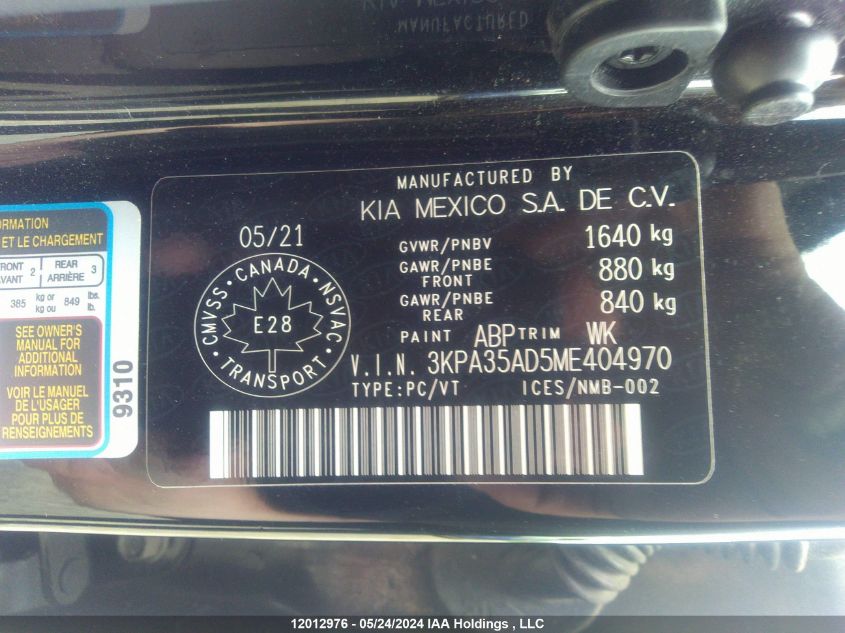 KIA MEXICO
MANUFACTURED
MANUFACTURED BY
KIA MEXICO S.A. DE C.V.
05/21
GVWR/PNBV 1640 kg
GAWR/PNBE FRONT 880 kg
GAWR/PNBE REAR 840 kg
PAINT ABP TRIM WK
V.I.N. 3KPA35AD5ME404970
TYPE:PC/VT ICES/NMB-002
CMVSS · CANADA · NSVAC
E28
TRANSPORT
ORMATION
ET LE CHARGEMENT
FRONT
VANT 2
REAR
ARRIÈRE 3
385 kg or kg ou 849 lbs. lb.
SEE OWNER'S
MANUAL FOR
ADDITIONAL
INFORMATION
VOIR LE MANUEL
DE L'USAGER
POUR PLUS DE
RENSEIGNEMENTS
9310
12012976 - 05/24/2024 IAA Holdings , LLC